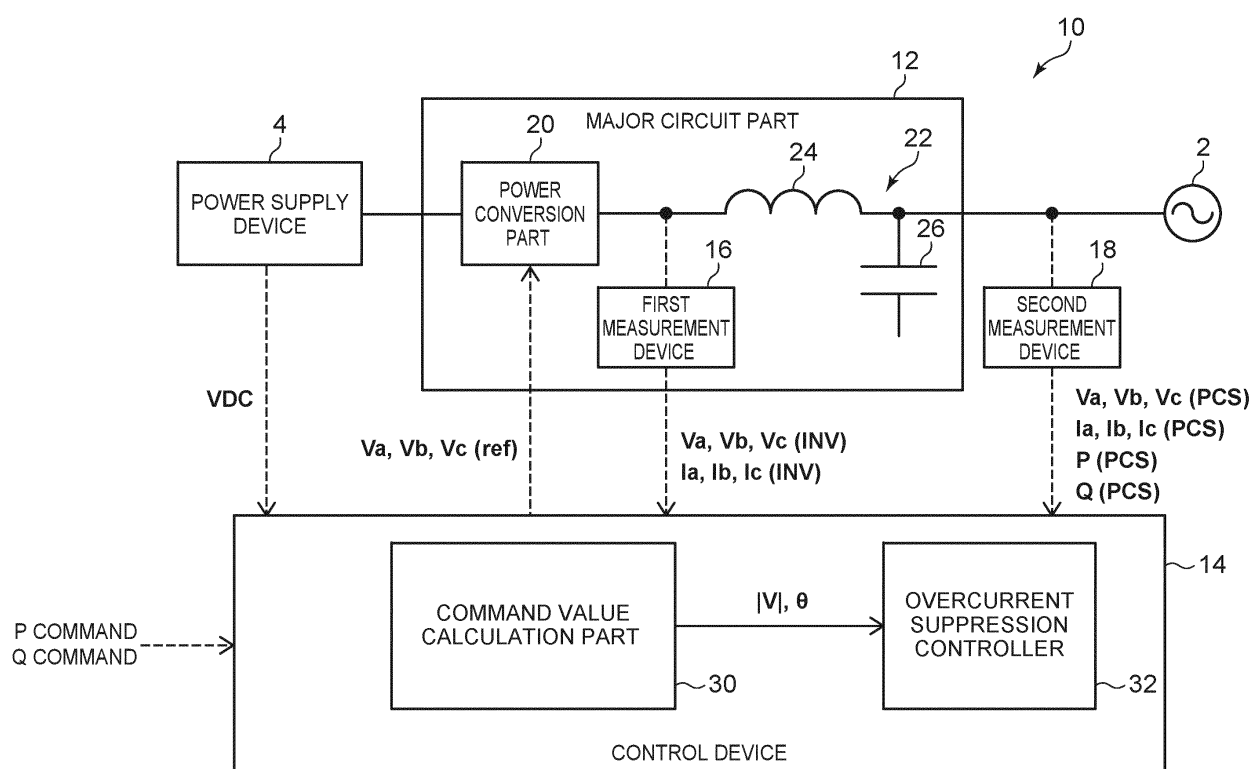 10
12
MAJOR CIRCUIT PART
4
POWER SUPPLY
DEVICE
20
POWER
CONVERSION
PART
24
22
2
26
16
FIRST
MEASUREMENT
DEVICE
18
SECOND
MEASUREMENT
DEVICE
VDC
Va, Vb, Vc (ref)
Va, Vb, Vc (INV)
Ia, Ib, Ic (INV)
Va, Vb, Vc (PCS)
Ia, Ib, Ic (PCS)
P (PCS)
Q (PCS)
14
P COMMAND
Q COMMAND
COMMAND VALUE
CALCULATION PART
30
|V|, θ
OVERCURRENT
SUPPRESSION
CONTROLLER
32
CONTROL DEVICE